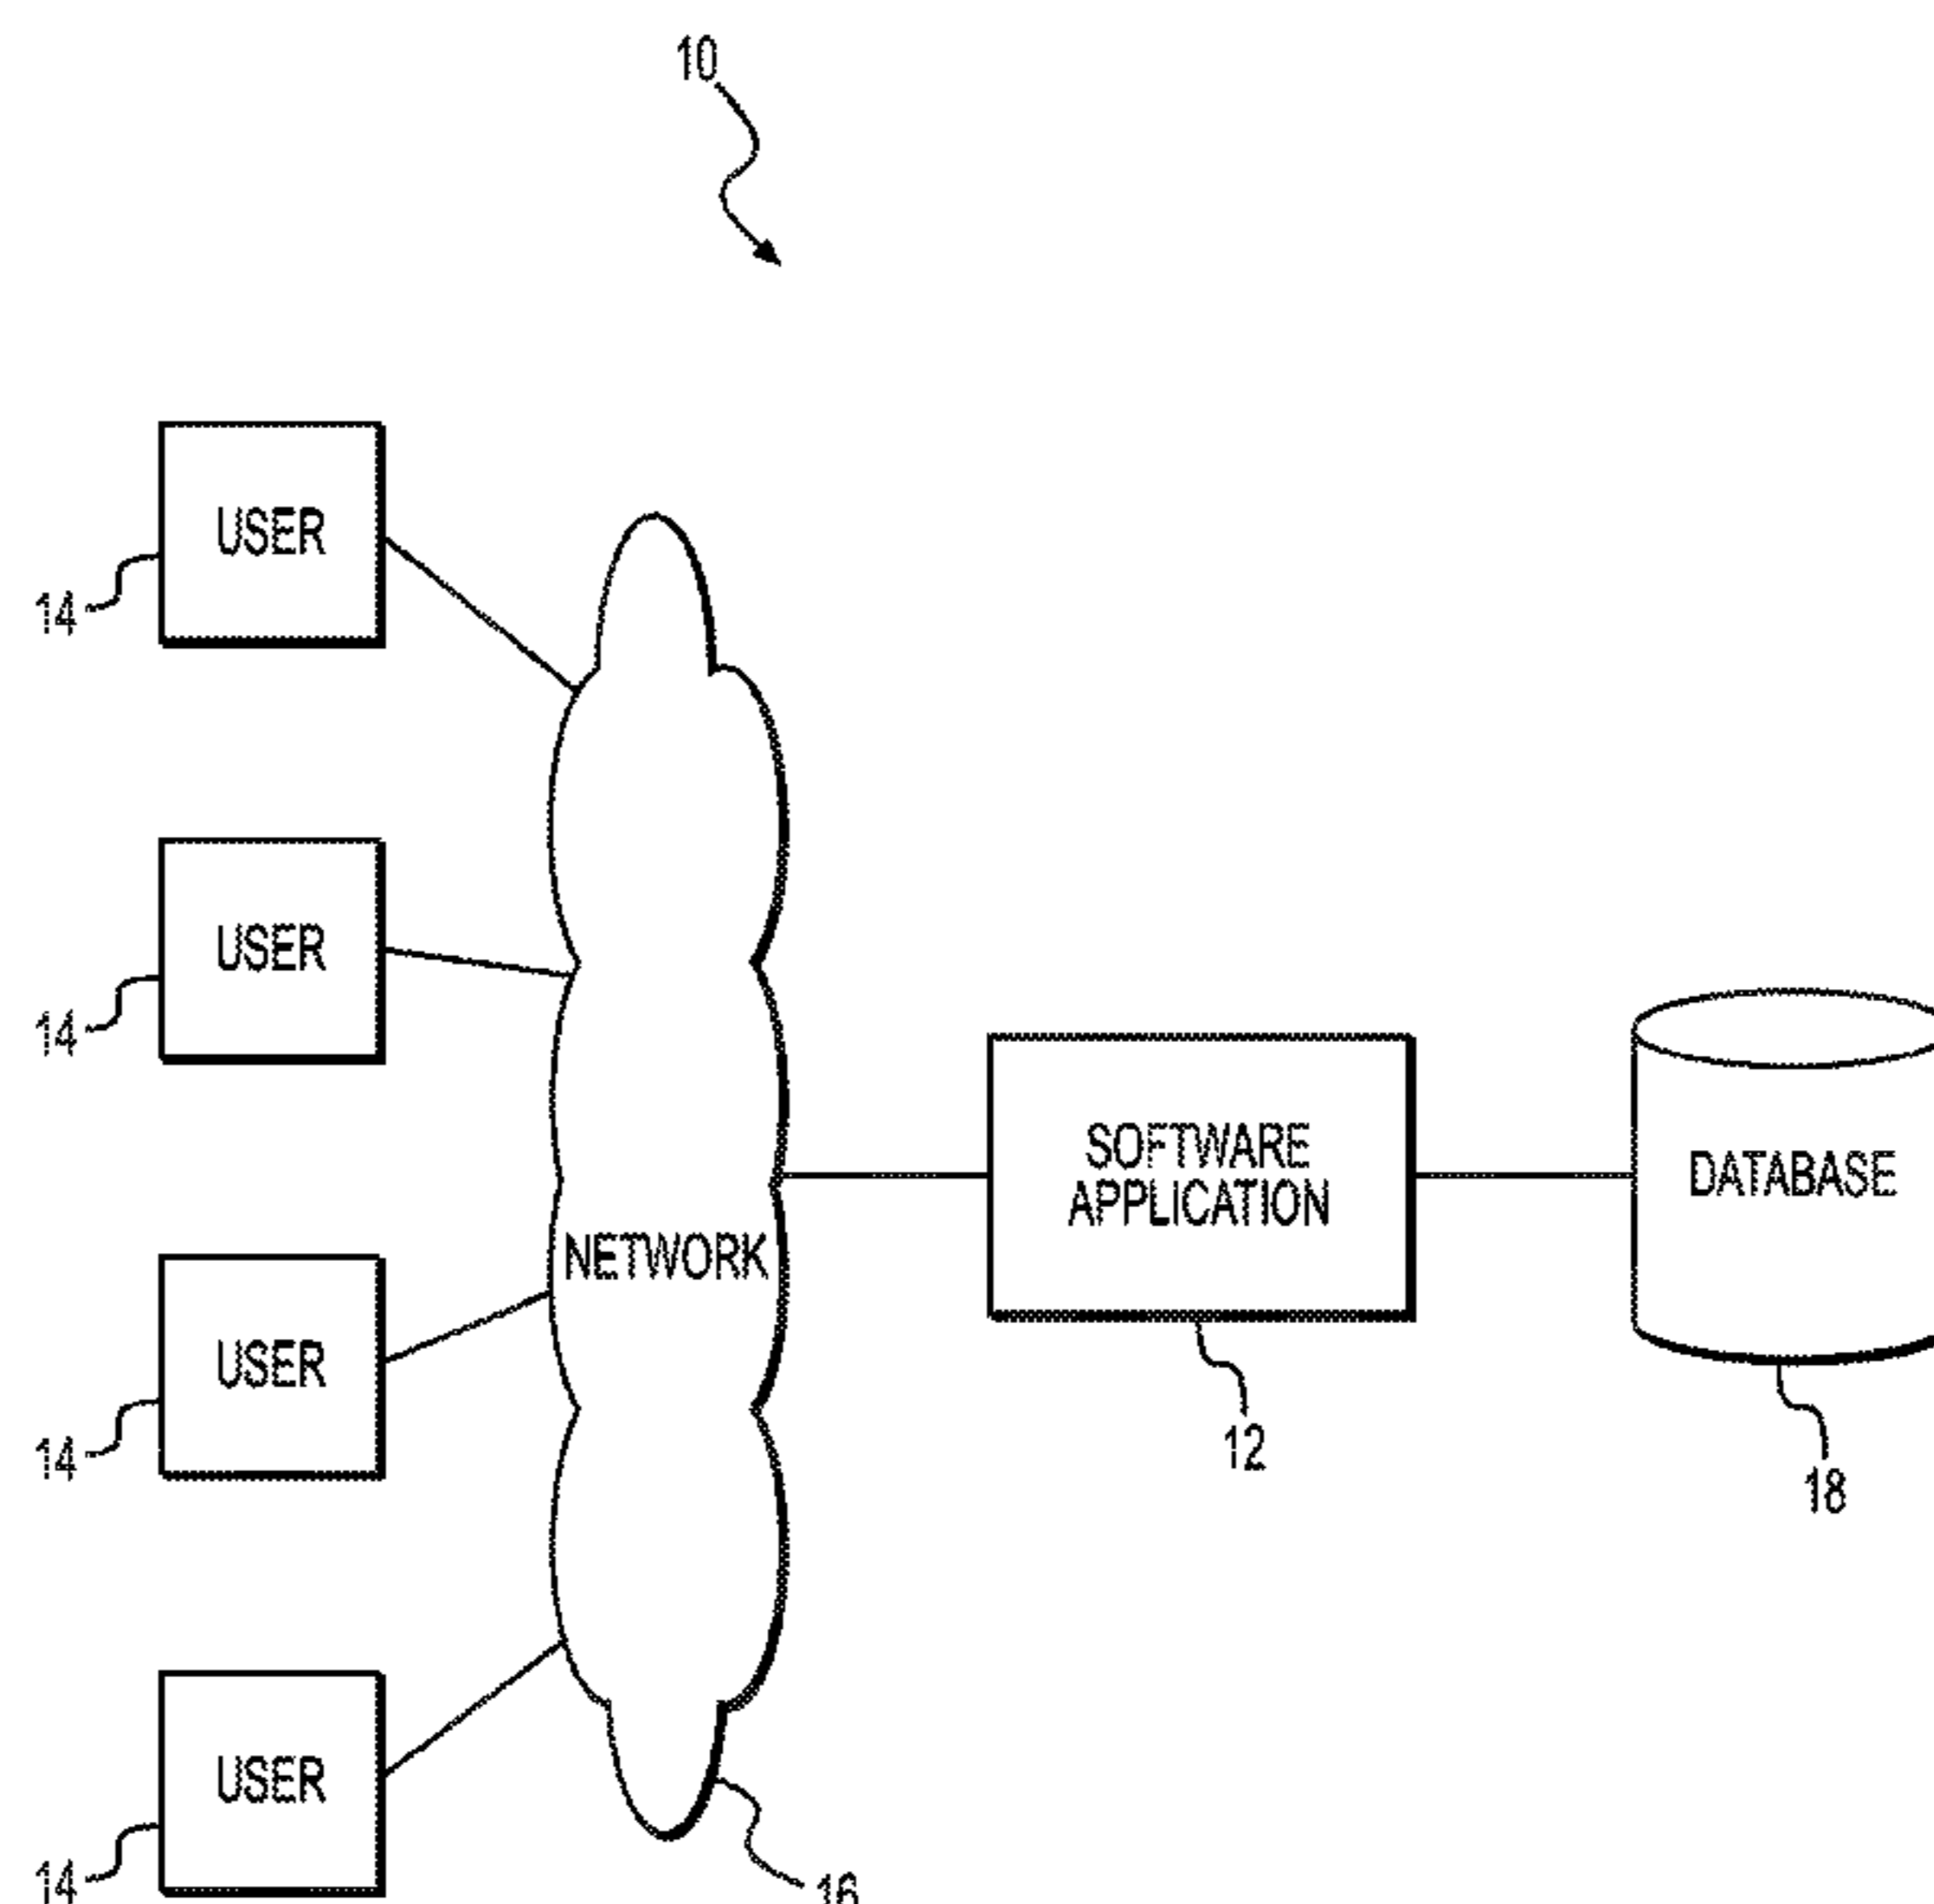 10
USER
14
USER
14
SOFTWARE
APPLICATION
DATABASE
NETWORK
USER
14
12
18
USER
14
16